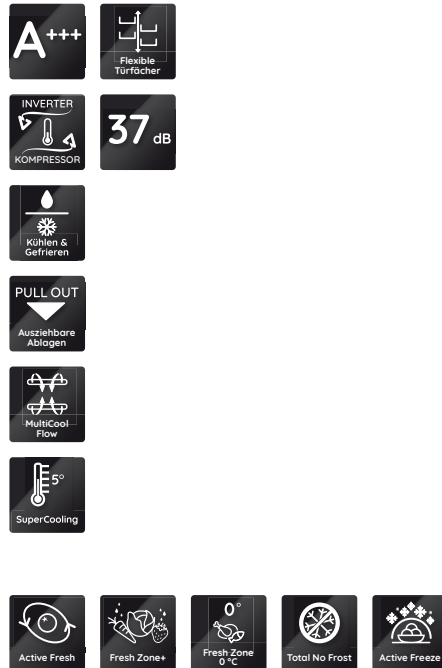 A+++
Flexible
Türfächer
INVERTER
KOMPRESSOR
37 dB
Kühlen &
Gefrieren
PULL OUT
Ausziehbare
Ablagen
MultiCool
Flow
5°
SuperCooling
Active Fresh
Fresh Zone+
0°
Fresh Zone
0 °C
Total No Frost
Active Freeze